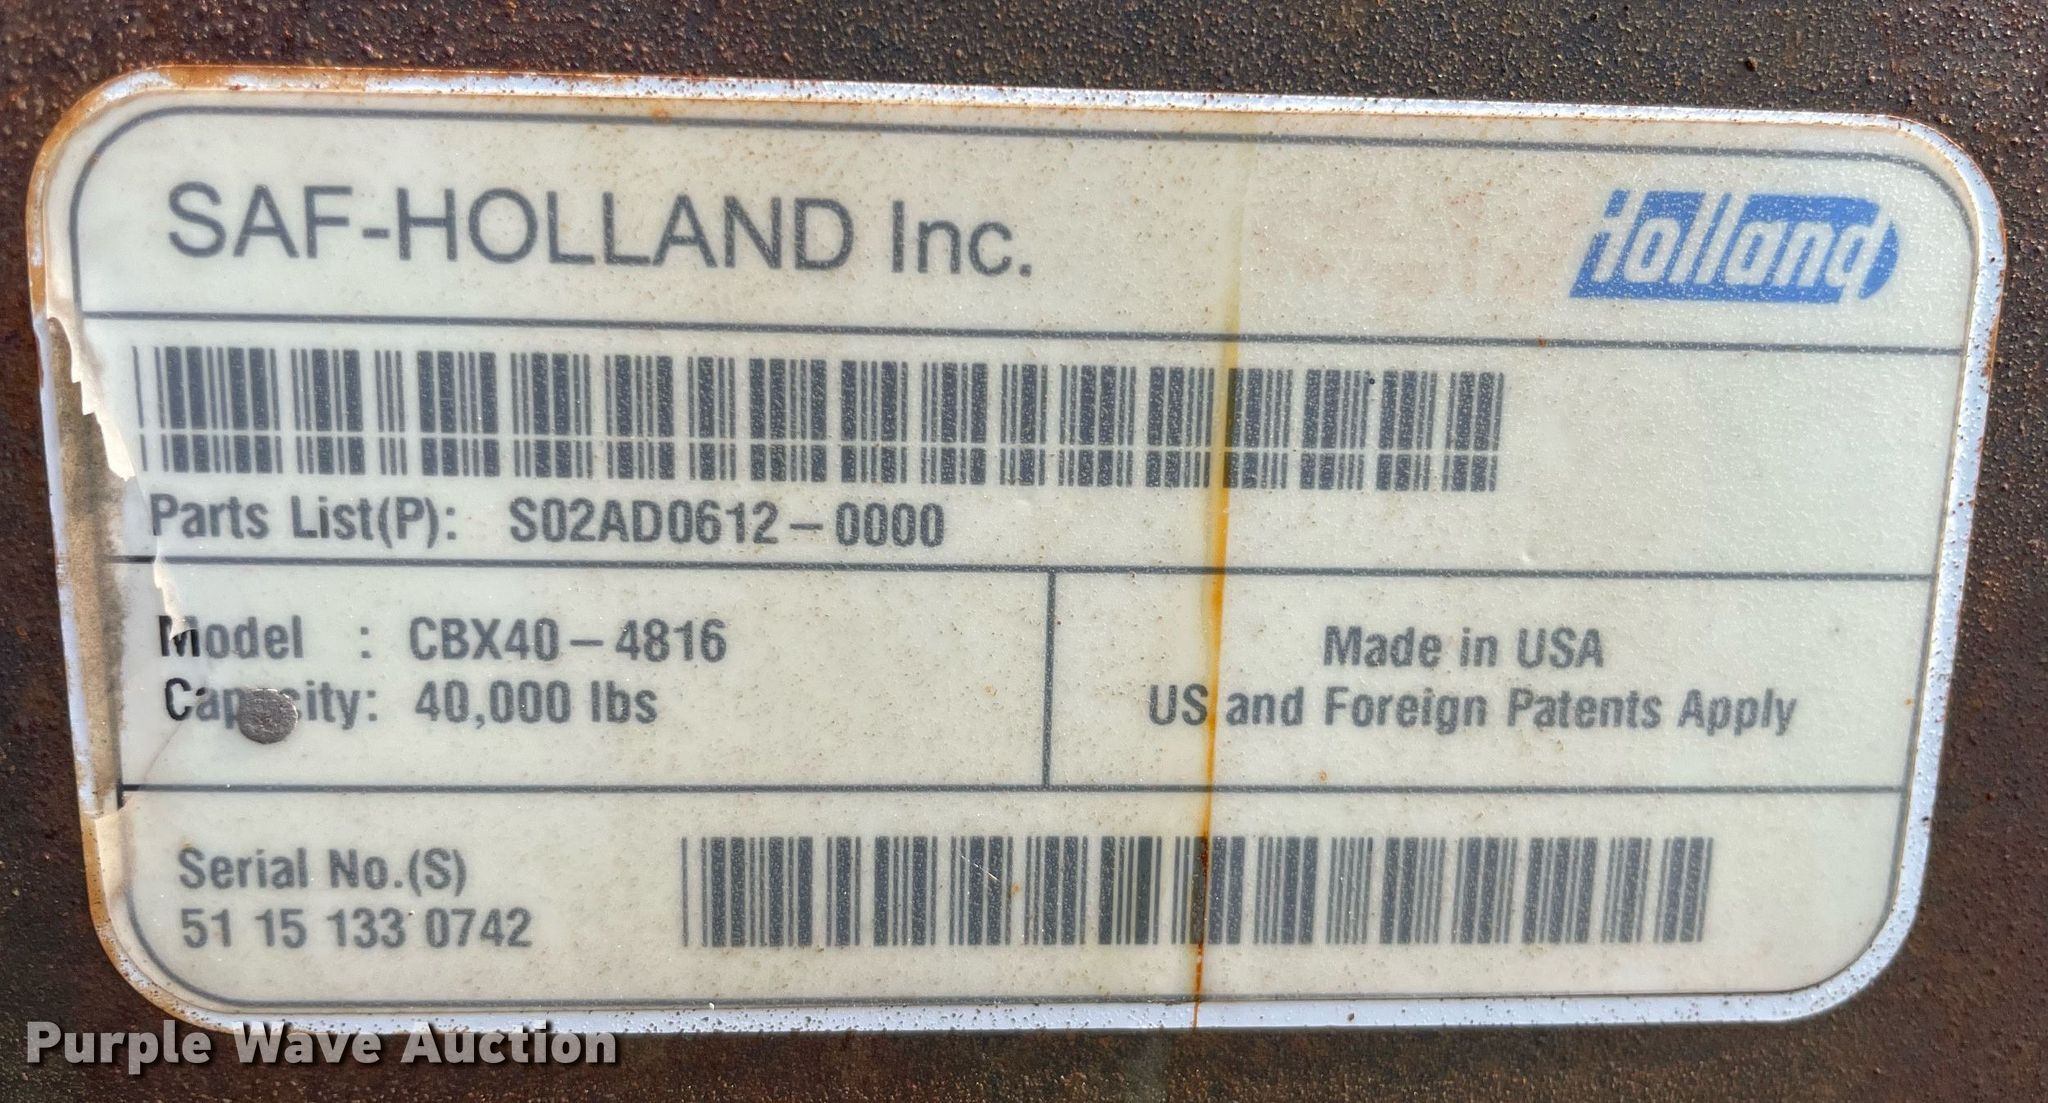 SAF-HOLLAND Inc.
Holland
Parts List(P): S02AD0612-0000
Model : CBX40-4816
Capacity: 40,000 lbs
Made in USA
US and Foreign Patents Apply
Serial No.(S)
51 15 133 0742
Purple Wave Auction